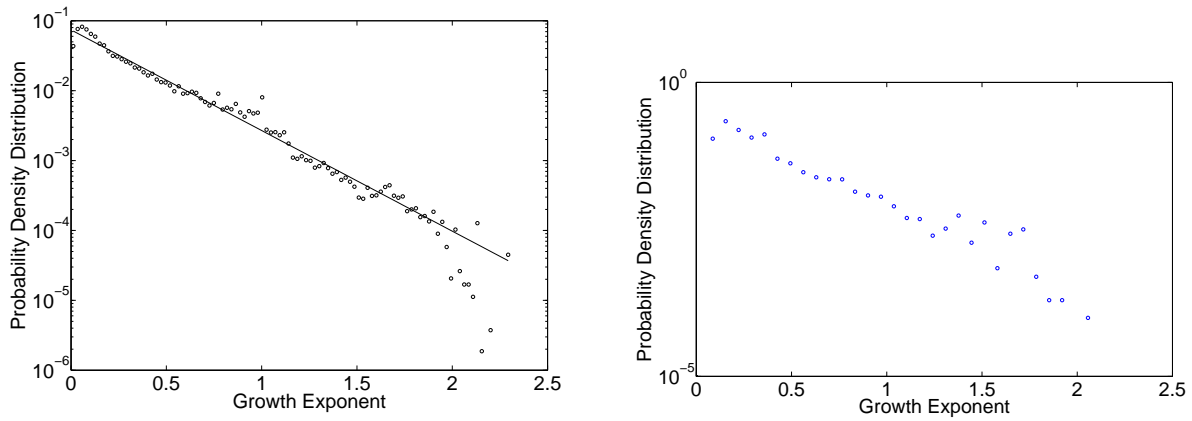 10⁻¹
10⁻²
10⁻³
10⁻⁴
10⁻⁵
10⁻⁶
Probability Density Distribution
0 0.5 1 1.5 2 2.5
Growth Exponent
10⁰
10⁻⁵
Probability Density Distribution
0 0.5 1 1.5 2 2.5
Growth Exponent